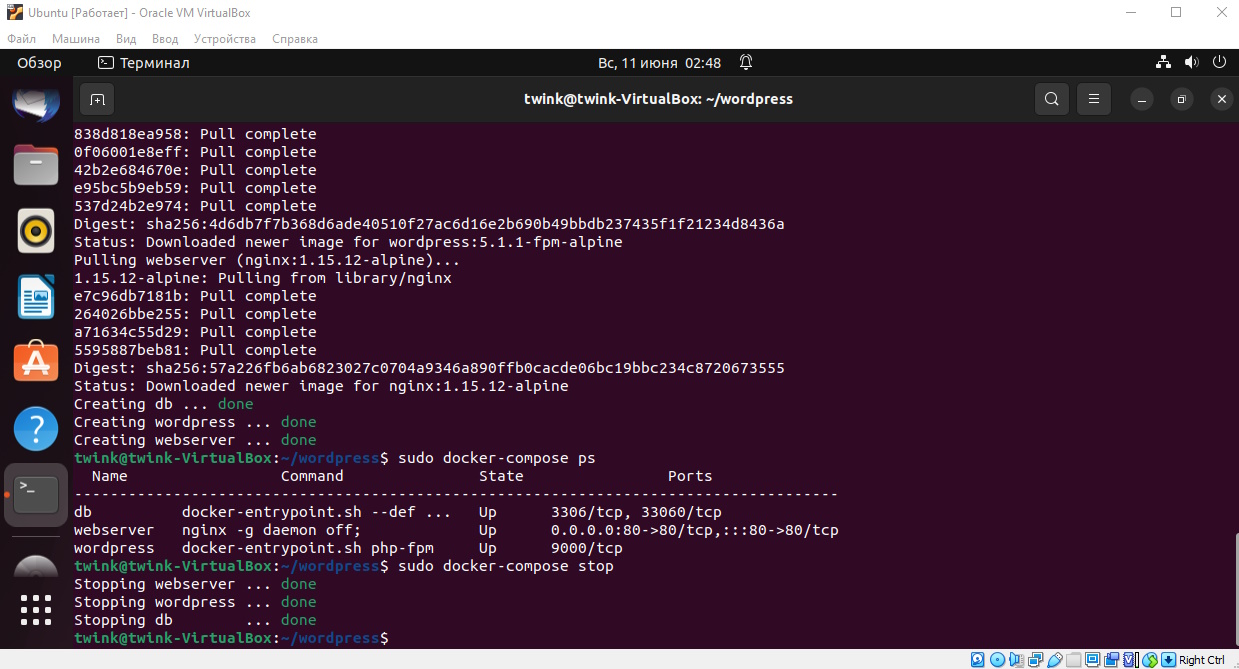 Ubuntu [Работает] - Oracle VM VirtualBox
Файл Машина Вид Ввод Устройства Справка
Обзор Терминал Вс, 11 июня 02:48
twink@twink-VirtualBox: ~/wordpress
838d818ea958: Pull complete
0f06001e8eff: Pull complete
42b2e684670e: Pull complete
e95bc5b9eb59: Pull complete
537d24b2e974: Pull complete
Digest: sha256:4d6db7f7b368d6ade40510f27ac6d16e2b690b49bbdb237435f1f21234d8436a
Status: Downloaded newer image for wordpress:5.1.1-fpm-alpine
Pulling webserver (nginx:1.15.12-alpine)...
1.15.12-alpine: Pulling from library/nginx
e7c96db7181b: Pull complete
264026bbe255: Pull complete
a71634c55d29: Pull complete
5595887beb81: Pull complete
Digest: sha256:57a226fb6ab6823027c0704a9346a890ffb0cacde06bc19bbc234c8720673555
Status: Downloaded newer image for nginx:1.15.12-alpine
Creating db ... done
Creating wordpress ... done
Creating webserver ... done
twink@twink-VirtualBox:~/wordpress$ sudo docker-compose ps
  Name                 Command               State                Ports
-------------------------------------------------------------------------------------
db          docker-entrypoint.sh --def ...   Up      3306/tcp, 33060/tcp
webserver   nginx -g daemon off;             Up      0.0.0.0:80->80/tcp,:::80->80/tcp
wordpress   docker-entrypoint.sh php-fpm     Up      9000/tcp
twink@twink-VirtualBox:~/wordpress$ sudo docker-compose stop
Stopping webserver ... done
Stopping wordpress ... done
Stopping db        ... done
twink@twink-VirtualBox:~/wordpress$
Right Ctrl